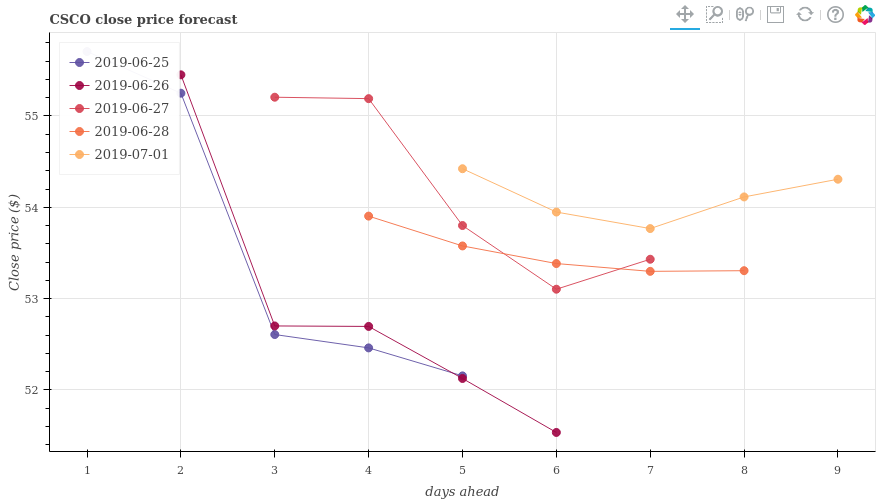 CSCO close price forecast
2019-06-25
2019-06-26
2019-06-27
2019-06-28
2019-07-01
Close price ($)
55
54
53
52
1 2 3 4 5 6 7 8 9
days ahead